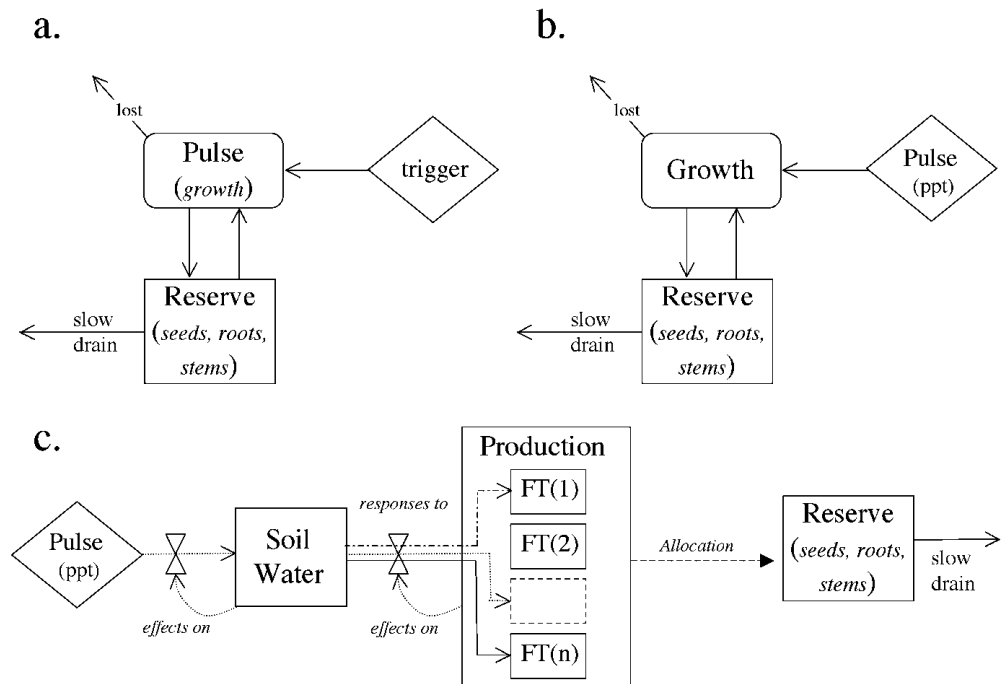 a.
lost
Pulse
(growth)
trigger
Reserve
(seeds, roots,
stems)
slow
drain
b.
lost
Growth
Pulse
(ppt)
Reserve
(seeds, roots,
stems)
slow
drain
c.
Pulse
(ppt)
effects on
Soil
Water
responses to
effects on
Production
FT(1)
FT(2)
FT(n)
Allocation
Reserve
(seeds, roots,
stems)
slow
drain